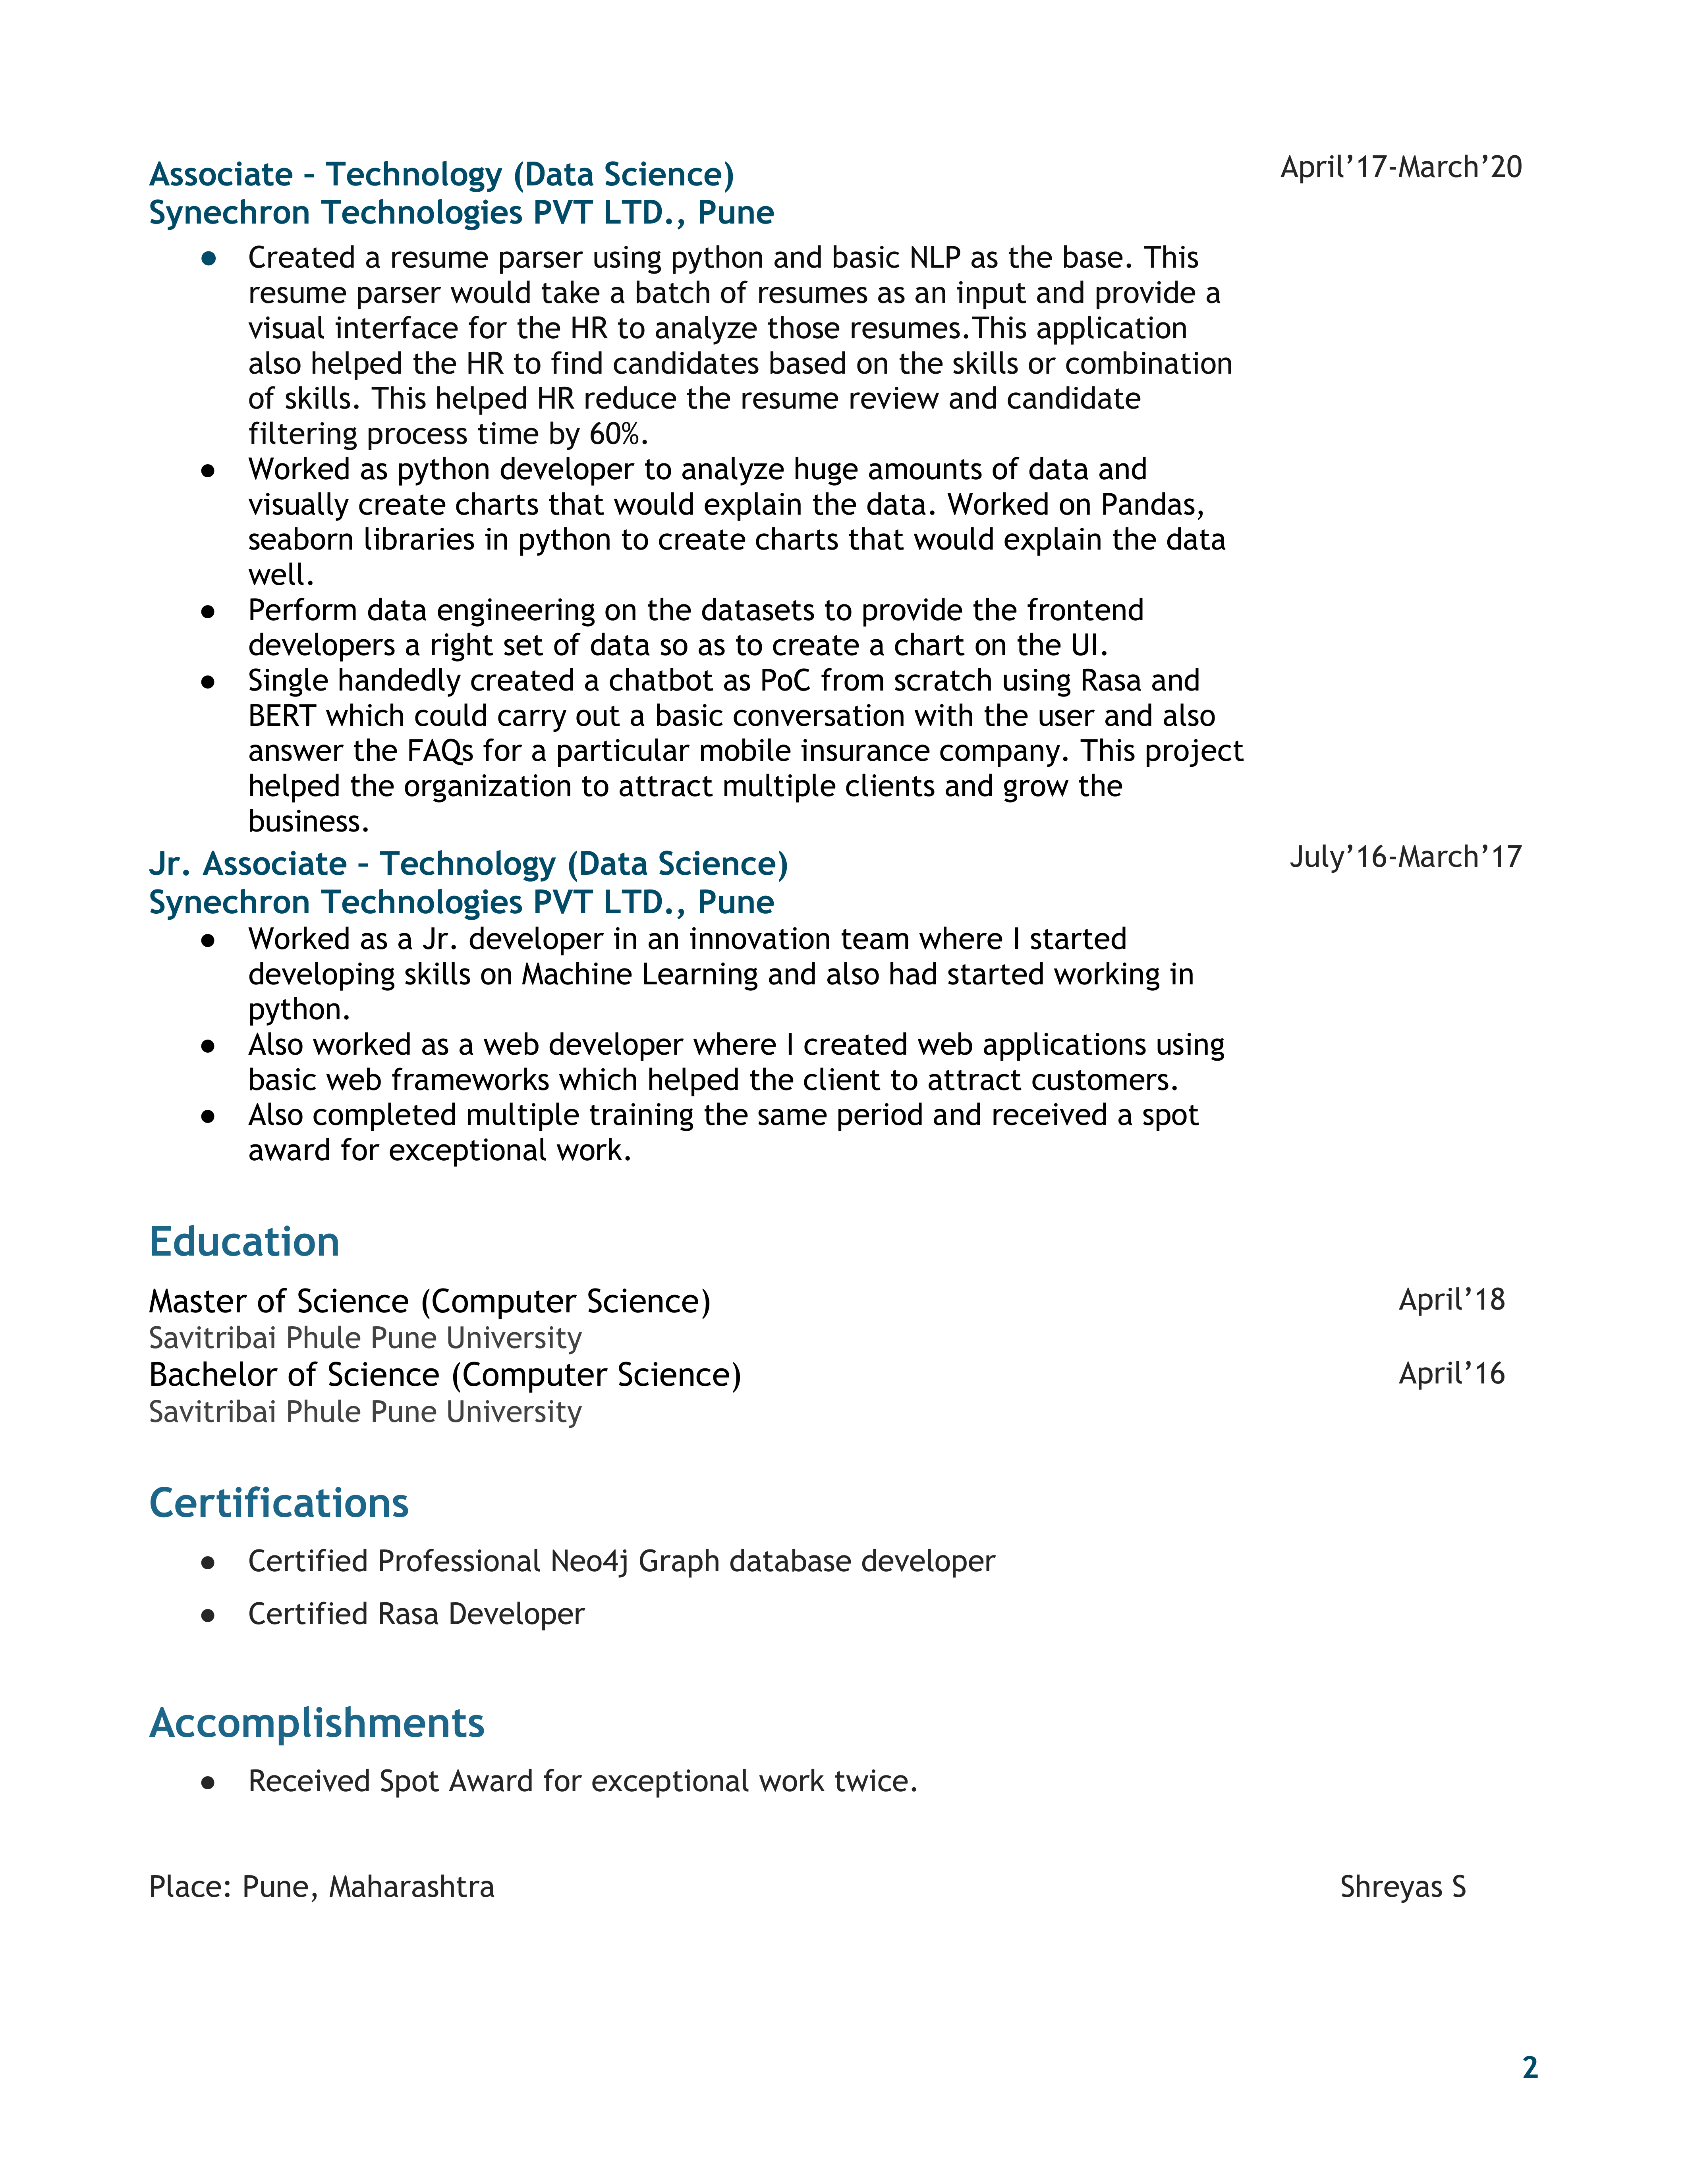 Associate – Technology (Data Science) April’17-March’20
Synechron Technologies PVT LTD., Pune
● Created a resume parser using python and basic NLP as the base. This
resume parser would take a batch of resumes as an input and provide a
visual interface for the HR to analyze those resumes.This application
also helped the HR to find candidates based on the skills or combination
of skills. This helped HR reduce the resume review and candidate
filtering process time by 60%.
● Worked as python developer to analyze huge amounts of data and
visually create charts that would explain the data. Worked on Pandas,
seaborn libraries in python to create charts that would explain the data
well.
● Perform data engineering on the datasets to provide the frontend
developers a right set of data so as to create a chart on the UI.
● Single handedly created a chatbot as PoC from scratch using Rasa and
BERT which could carry out a basic conversation with the user and also
answer the FAQs for a particular mobile insurance company. This project
helped the organization to attract multiple clients and grow the
business.
Jr. Associate – Technology (Data Science) July’16-March’17
Synechron Technologies PVT LTD., Pune
● Worked as a Jr. developer in an innovation team where I started
developing skills on Machine Learning and also had started working in
python.
● Also worked as a web developer where I created web applications using
basic web frameworks which helped the client to attract customers.
● Also completed multiple training the same period and received a spot
award for exceptional work.
Education
Master of Science (Computer Science) April’18
Savitribai Phule Pune University
Bachelor of Science (Computer Science) April’16
Savitribai Phule Pune University
Certifications
● Certified Professional Neo4j Graph database developer
● Certified Rasa Developer
Accomplishments
● Received Spot Award for exceptional work twice.
Place: Pune, Maharashtra Shreyas S
2